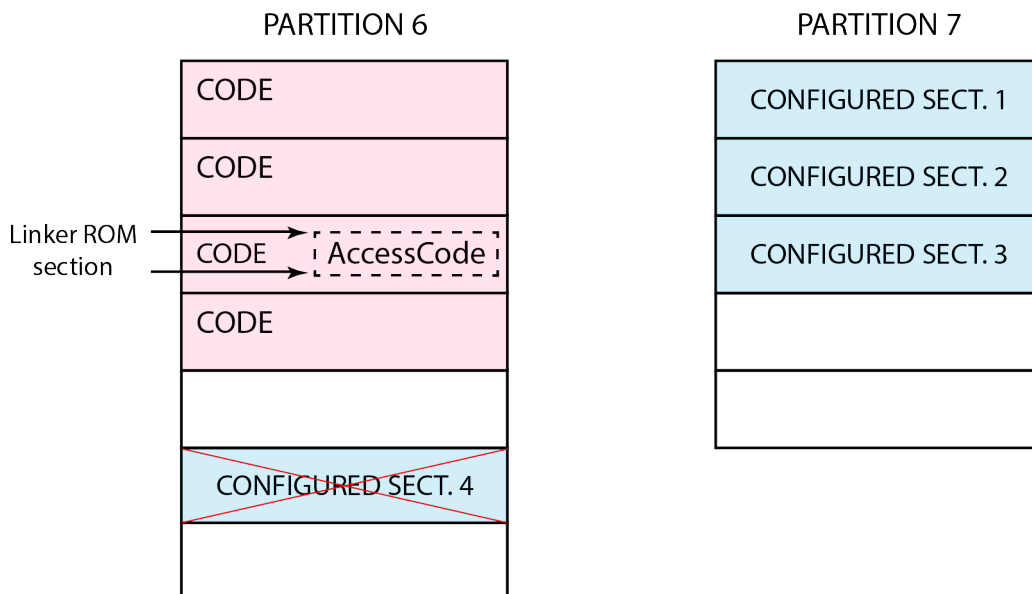 PARTITION 6
PARTITION 7
CODE
CODE
Linker ROM
section
CODE
AccessCode
CODE
CONFIGURED SECT. 4
CONFIGURED SECT. 1
CONFIGURED SECT. 2
CONFIGURED SECT. 3